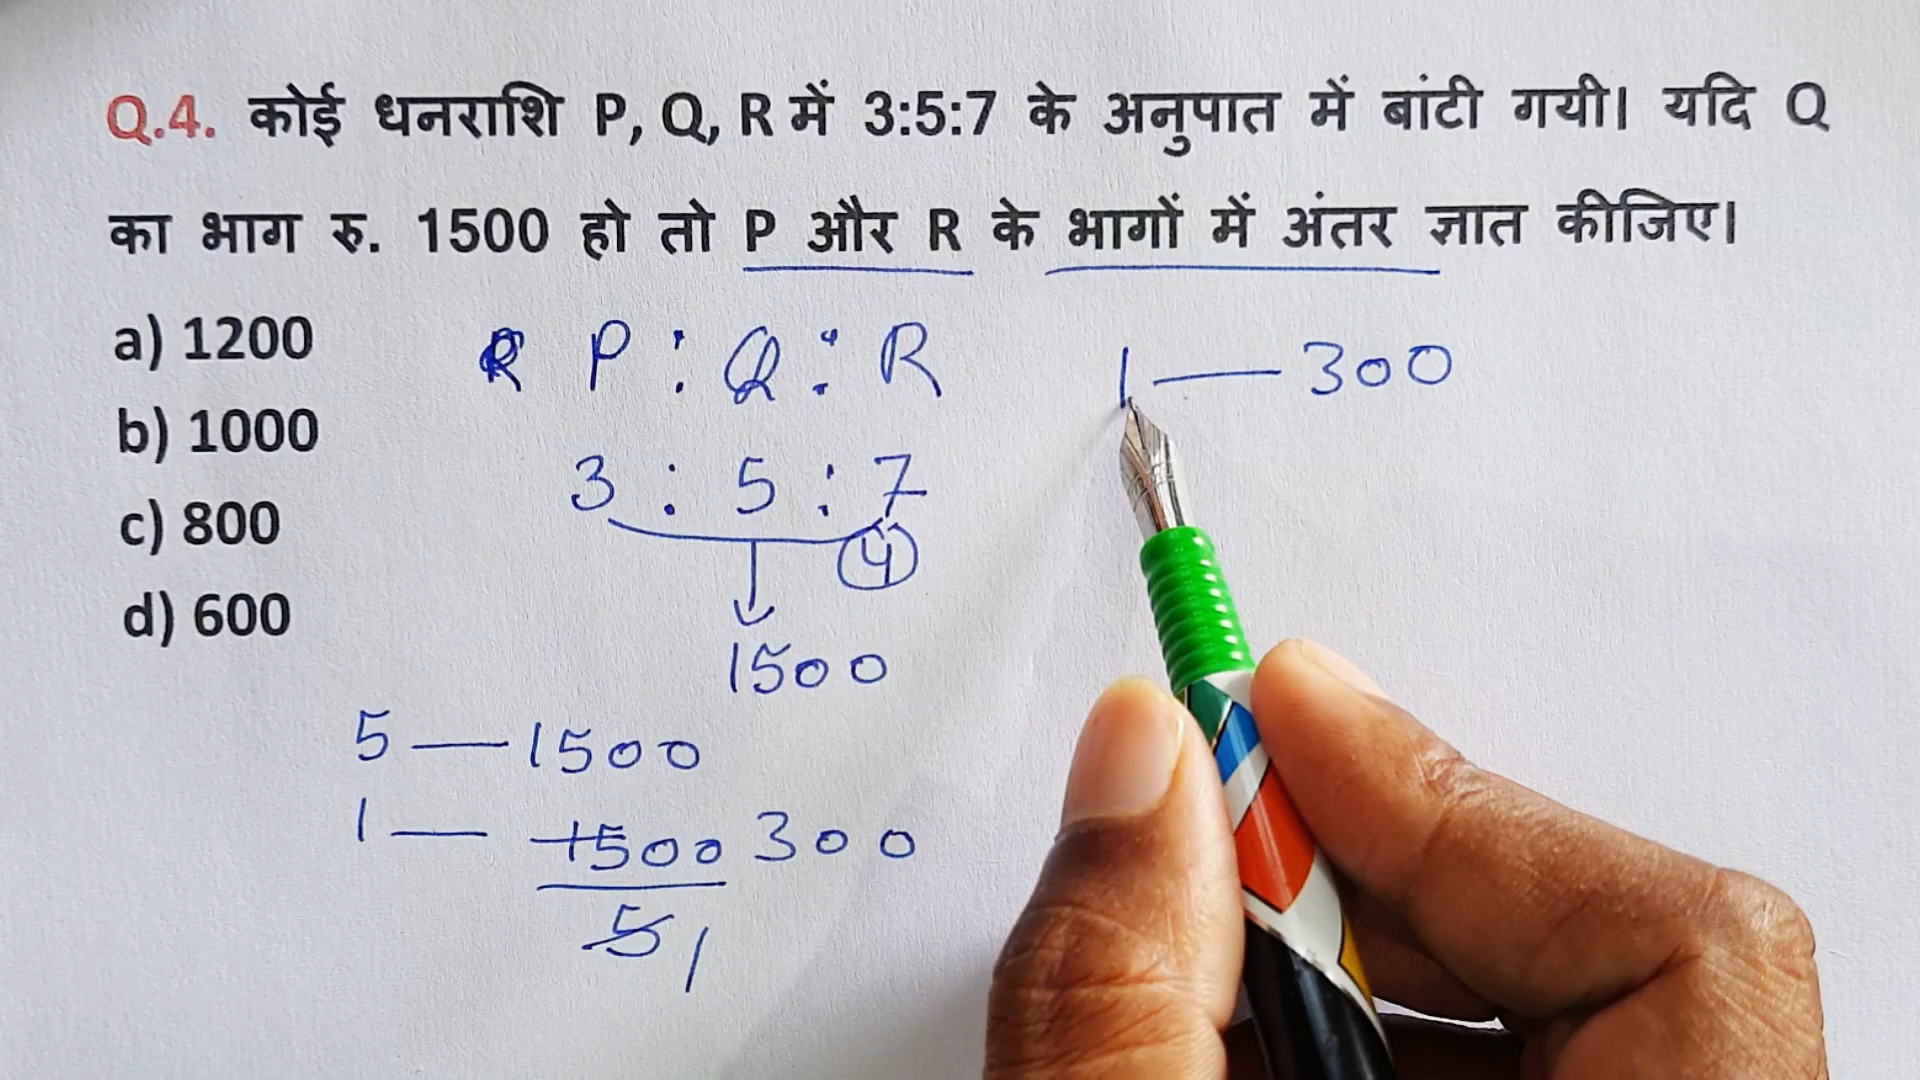 Q.4. कोई धनराशि P, Q, R में 3:5:7 के अनुपात में बांटी गयी। यदि Q
का भाग रु. 1500 हो तो P और R के भागों में अंतर ज्ञात कीजिए।
a) 1200
b) 1000
c) 800
d) 600
P : Q : R
3 : 5 : 7
4
1500
5 — 1500
1 — 1500 300
5 1
1 — 300